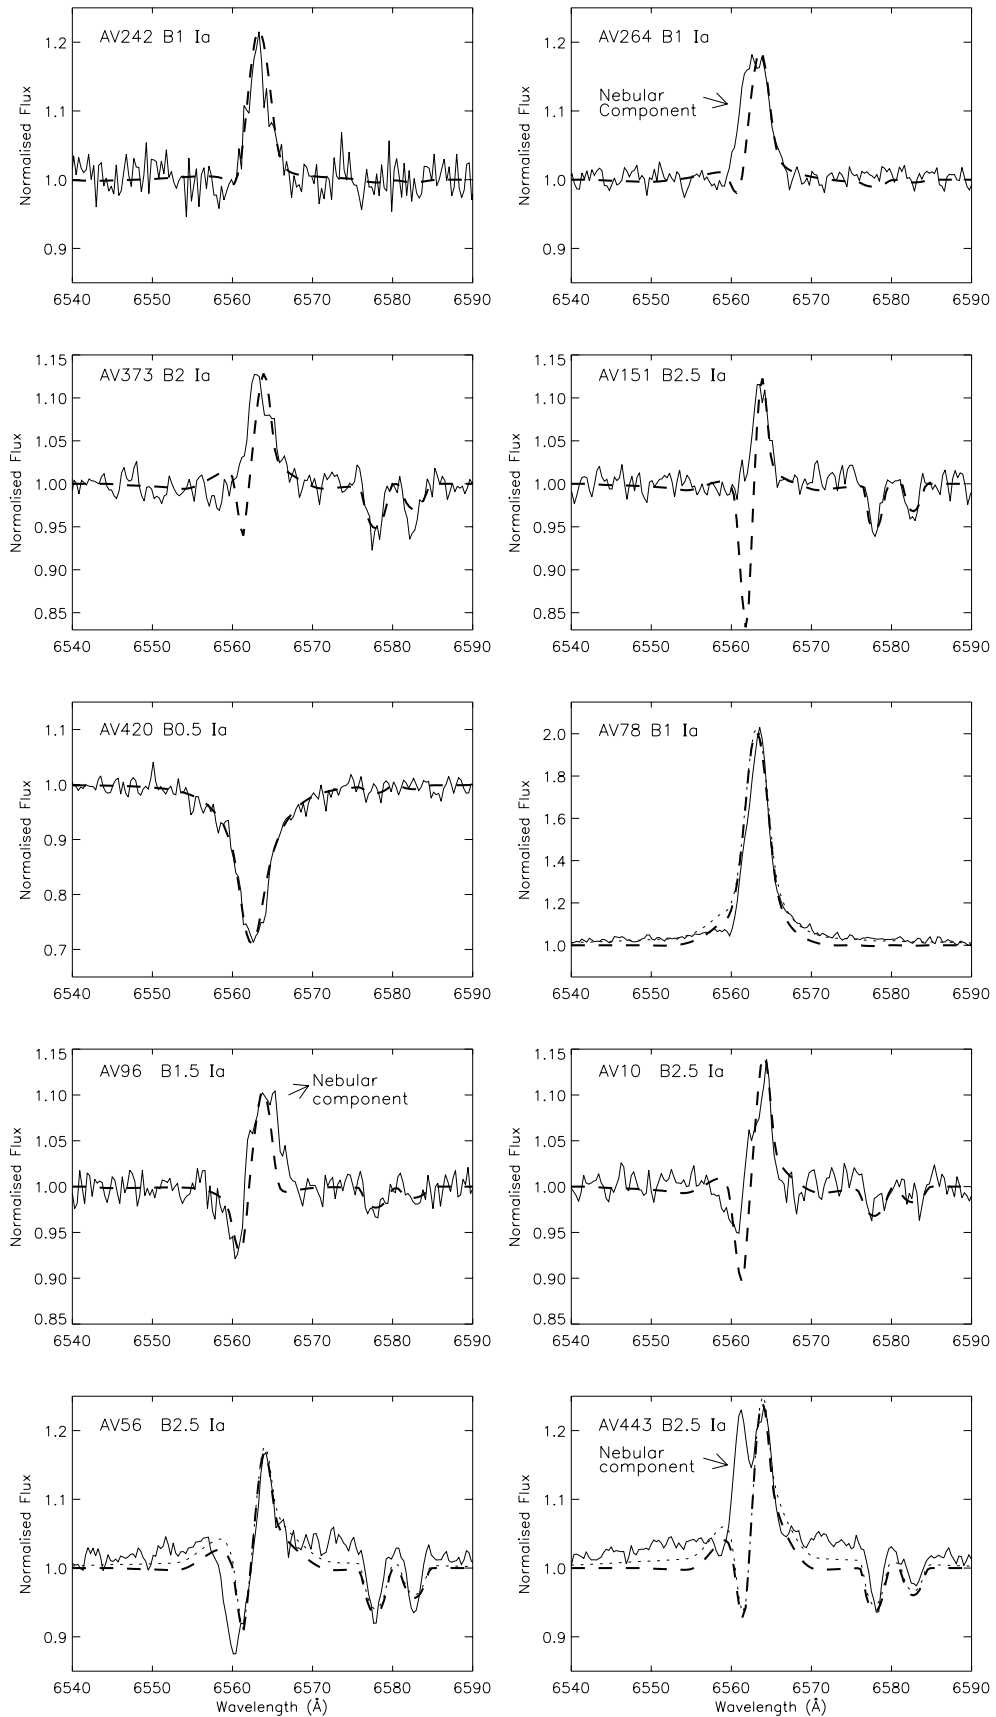 AV242 B1 Ia
Normalised Flux
1.2
1.1
1.0
0.9
6540 6550 6560 6570 6580 6590
AV264 B1 Ia
Nebular
Component
Normalised Flux
1.2
1.1
1.0
0.9
6540 6550 6560 6570 6580 6590
AV373 B2 Ia
Normalised Flux
1.15
1.10
1.05
1.00
0.95
0.90
0.85
6540 6550 6560 6570 6580 6590
AV151 B2.5 Ia
Normalised Flux
1.15
1.10
1.05
1.00
0.95
0.90
0.85
6540 6550 6560 6570 6580 6590
AV420 B0.5 Ia
Normalised Flux
1.1
1.0
0.9
0.8
0.7
6540 6550 6560 6570 6580 6590
AV78 B1 Ia
Normalised Flux
2.0
1.8
1.6
1.4
1.2
1.0
6540 6550 6560 6570 6580 6590
AV96 B1.5 Ia
Nebular
component
Normalised Flux
1.15
1.10
1.05
1.00
0.95
0.90
0.85
6540 6550 6560 6570 6580 6590
AV10 B2.5 Ia
Normalised Flux
1.15
1.10
1.05
1.00
0.95
0.90
0.85
6540 6550 6560 6570 6580 6590
AV56 B2.5 Ia
Normalised Flux
1.2
1.1
1.0
0.9
6540 6550 6560 6570 6580 6590
Wavelength (Å)
AV443 B2.5 Ia
Nebular
component
Normalised Flux
1.2
1.1
1.0
0.9
6540 6550 6560 6570 6580 6590
Wavelength (Å)